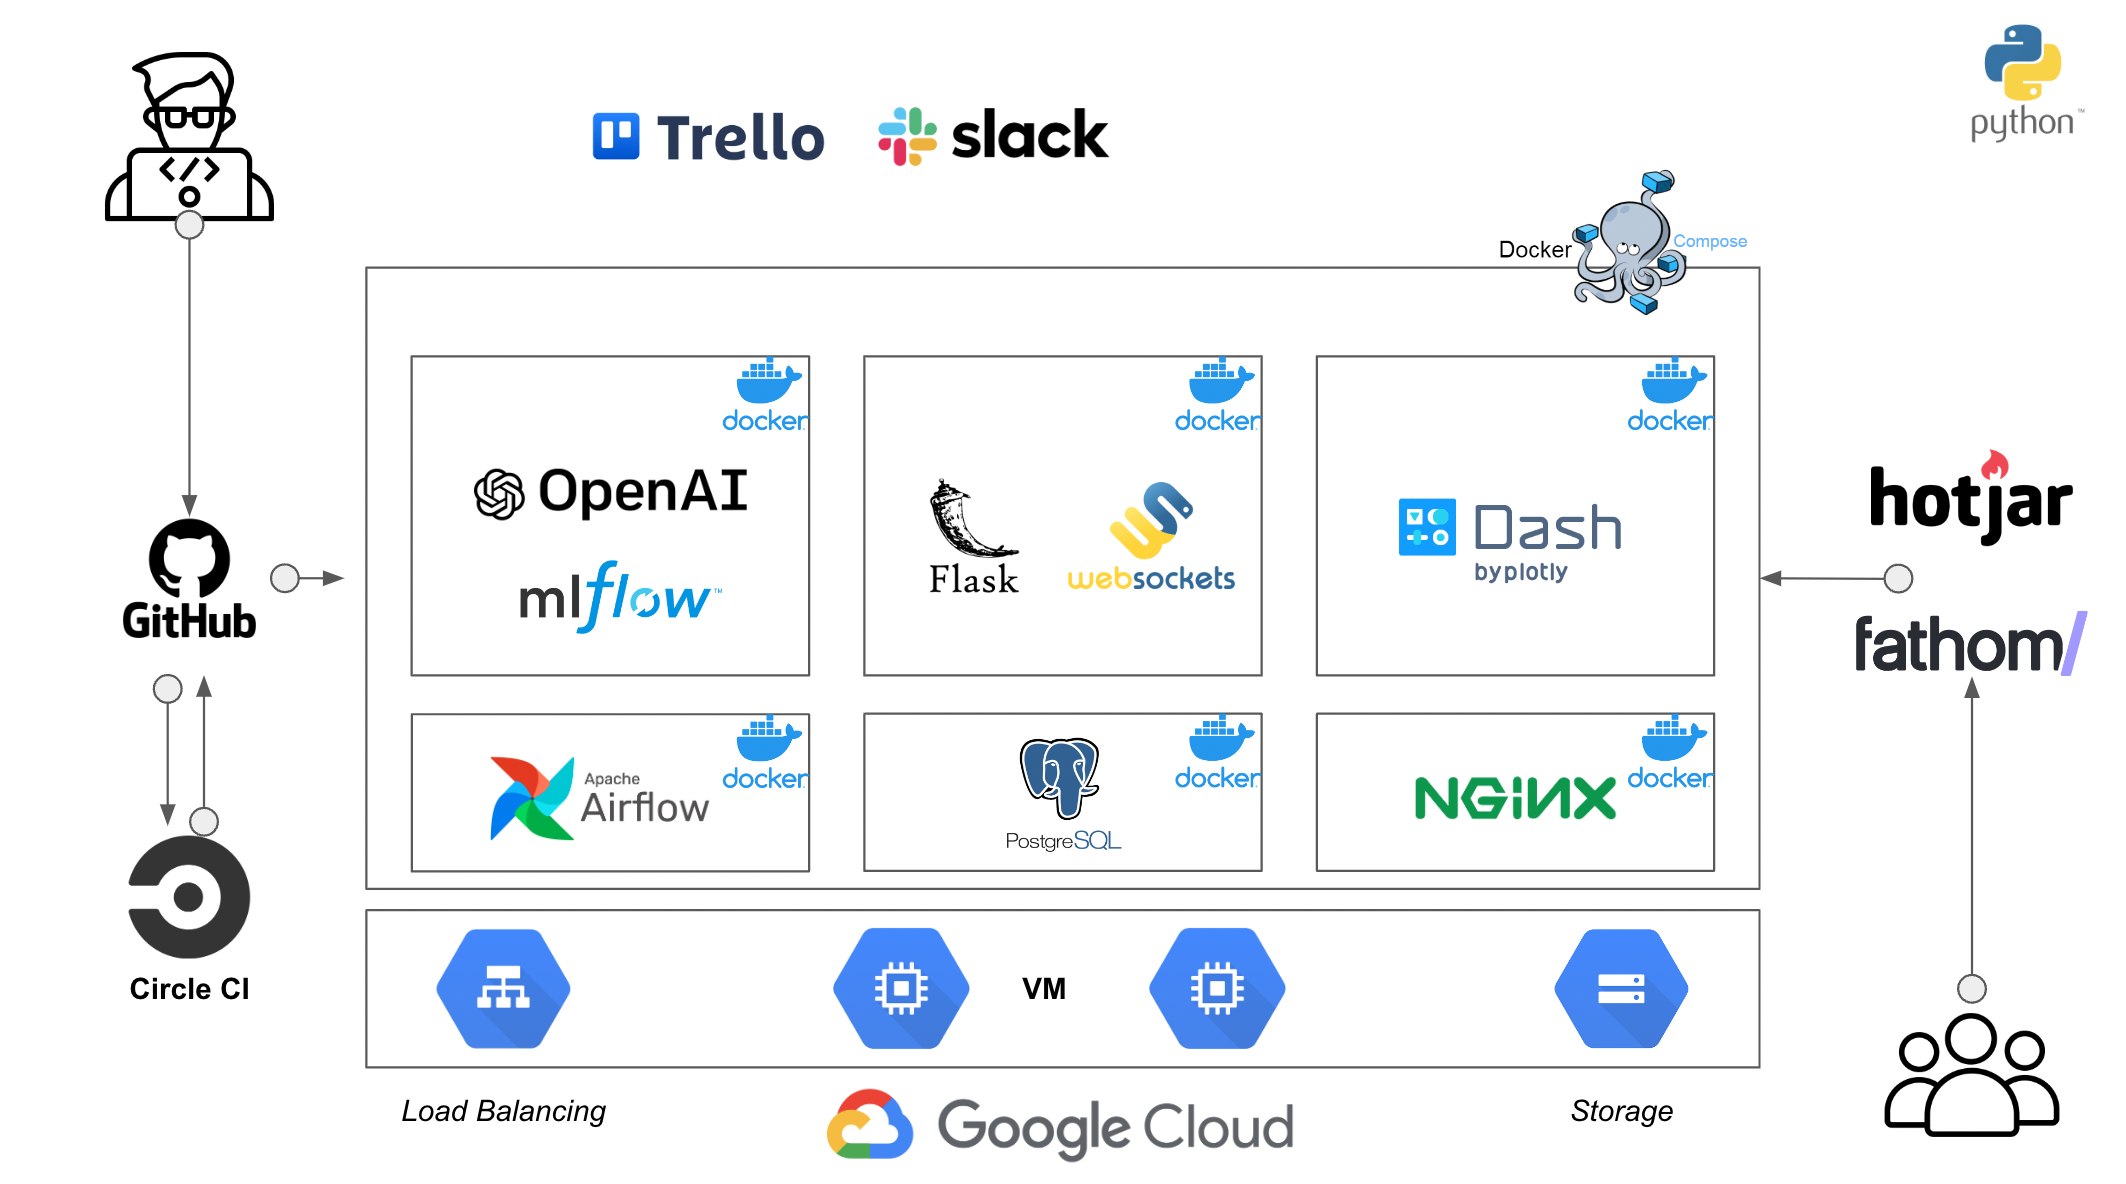 python™
Trello
slack
Docker
Compose
docker
docker
docker
OpenAI
mlflow™
Flask
websockets
Dash
by plotly
hotjar
GitHub
fathom/
docker
docker
docker
Apache
Airflow
PostgreSQL
NGINX
Circle CI
VM
Load Balancing
Google Cloud
Storage